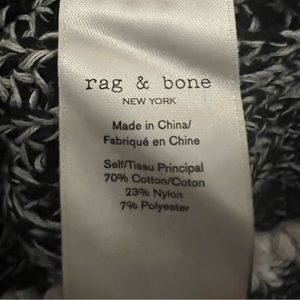 rag & bone
NEW YORK
Made in China/
Fabriqué en Chine
Self/Tissu Principal
70% Cotton/Coton
23% Nylon
7% Polyester